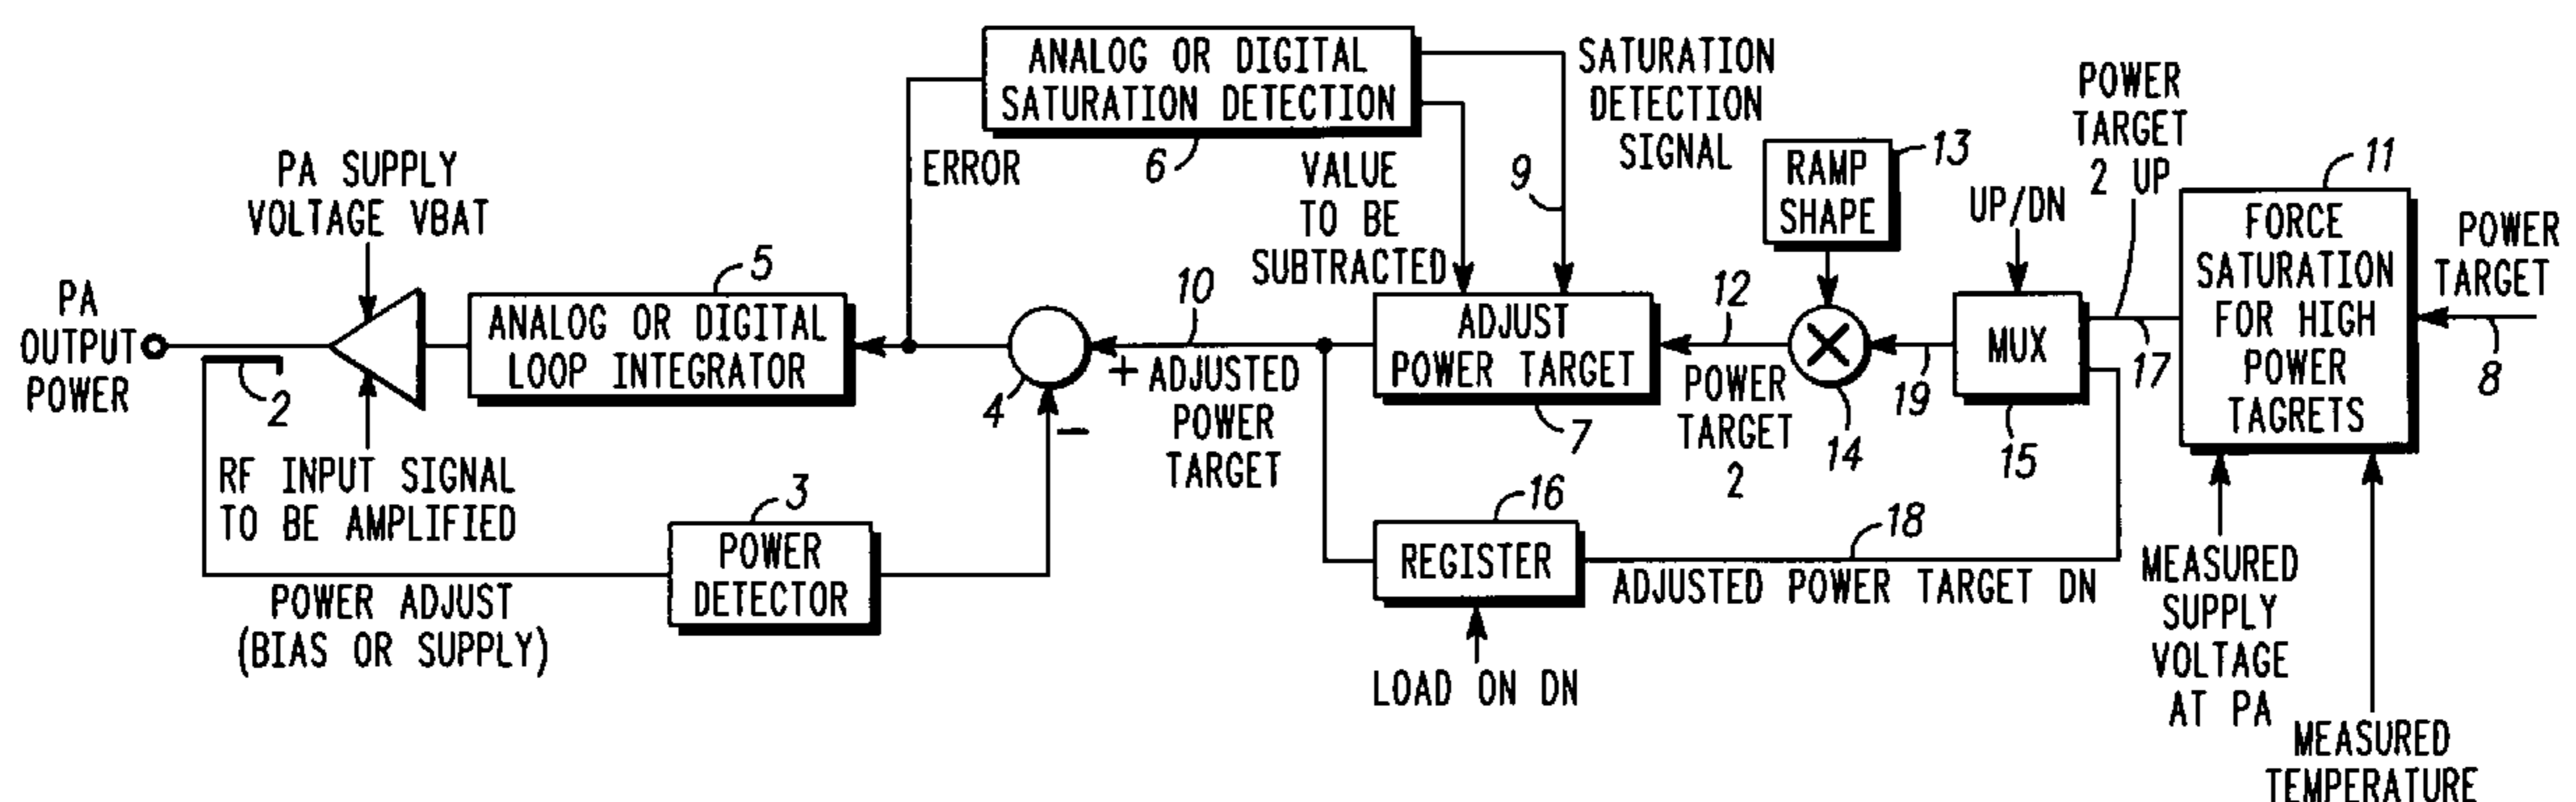 ANALOG OR DIGITAL
SATURATION DETECTION
6
SATURATION
DETECTION
SIGNAL
9
ERROR
VALUE
TO BE
SUBTRACTED
PA SUPPLY
VOLTAGE VBAT
PA
OUTPUT
POWER
2
RF INPUT SIGNAL
TO BE AMPLIFIED
5
ANALOG OR DIGITAL
LOOP INTEGRATOR
4
+
−
10
ADJUSTED
POWER
TARGET
ADJUST
POWER TARGET
7
12
POWER
TARGET
2
RAMP
SHAPE
13
14
19
UP/DN
MUX
15
POWER
TARGET
2 UP
17
11
FORCE
SATURATION
FOR HIGH
POWER
TAGRETS
POWER
TARGET
8
POWER ADJUST
(BIAS OR SUPPLY)
3
POWER
DETECTOR
16
REGISTER
LOAD ON DN
18
ADJUSTED POWER TARGET DN
MEASURED
SUPPLY
VOLTAGE
AT PA
MEASURED
TEMPERATURE